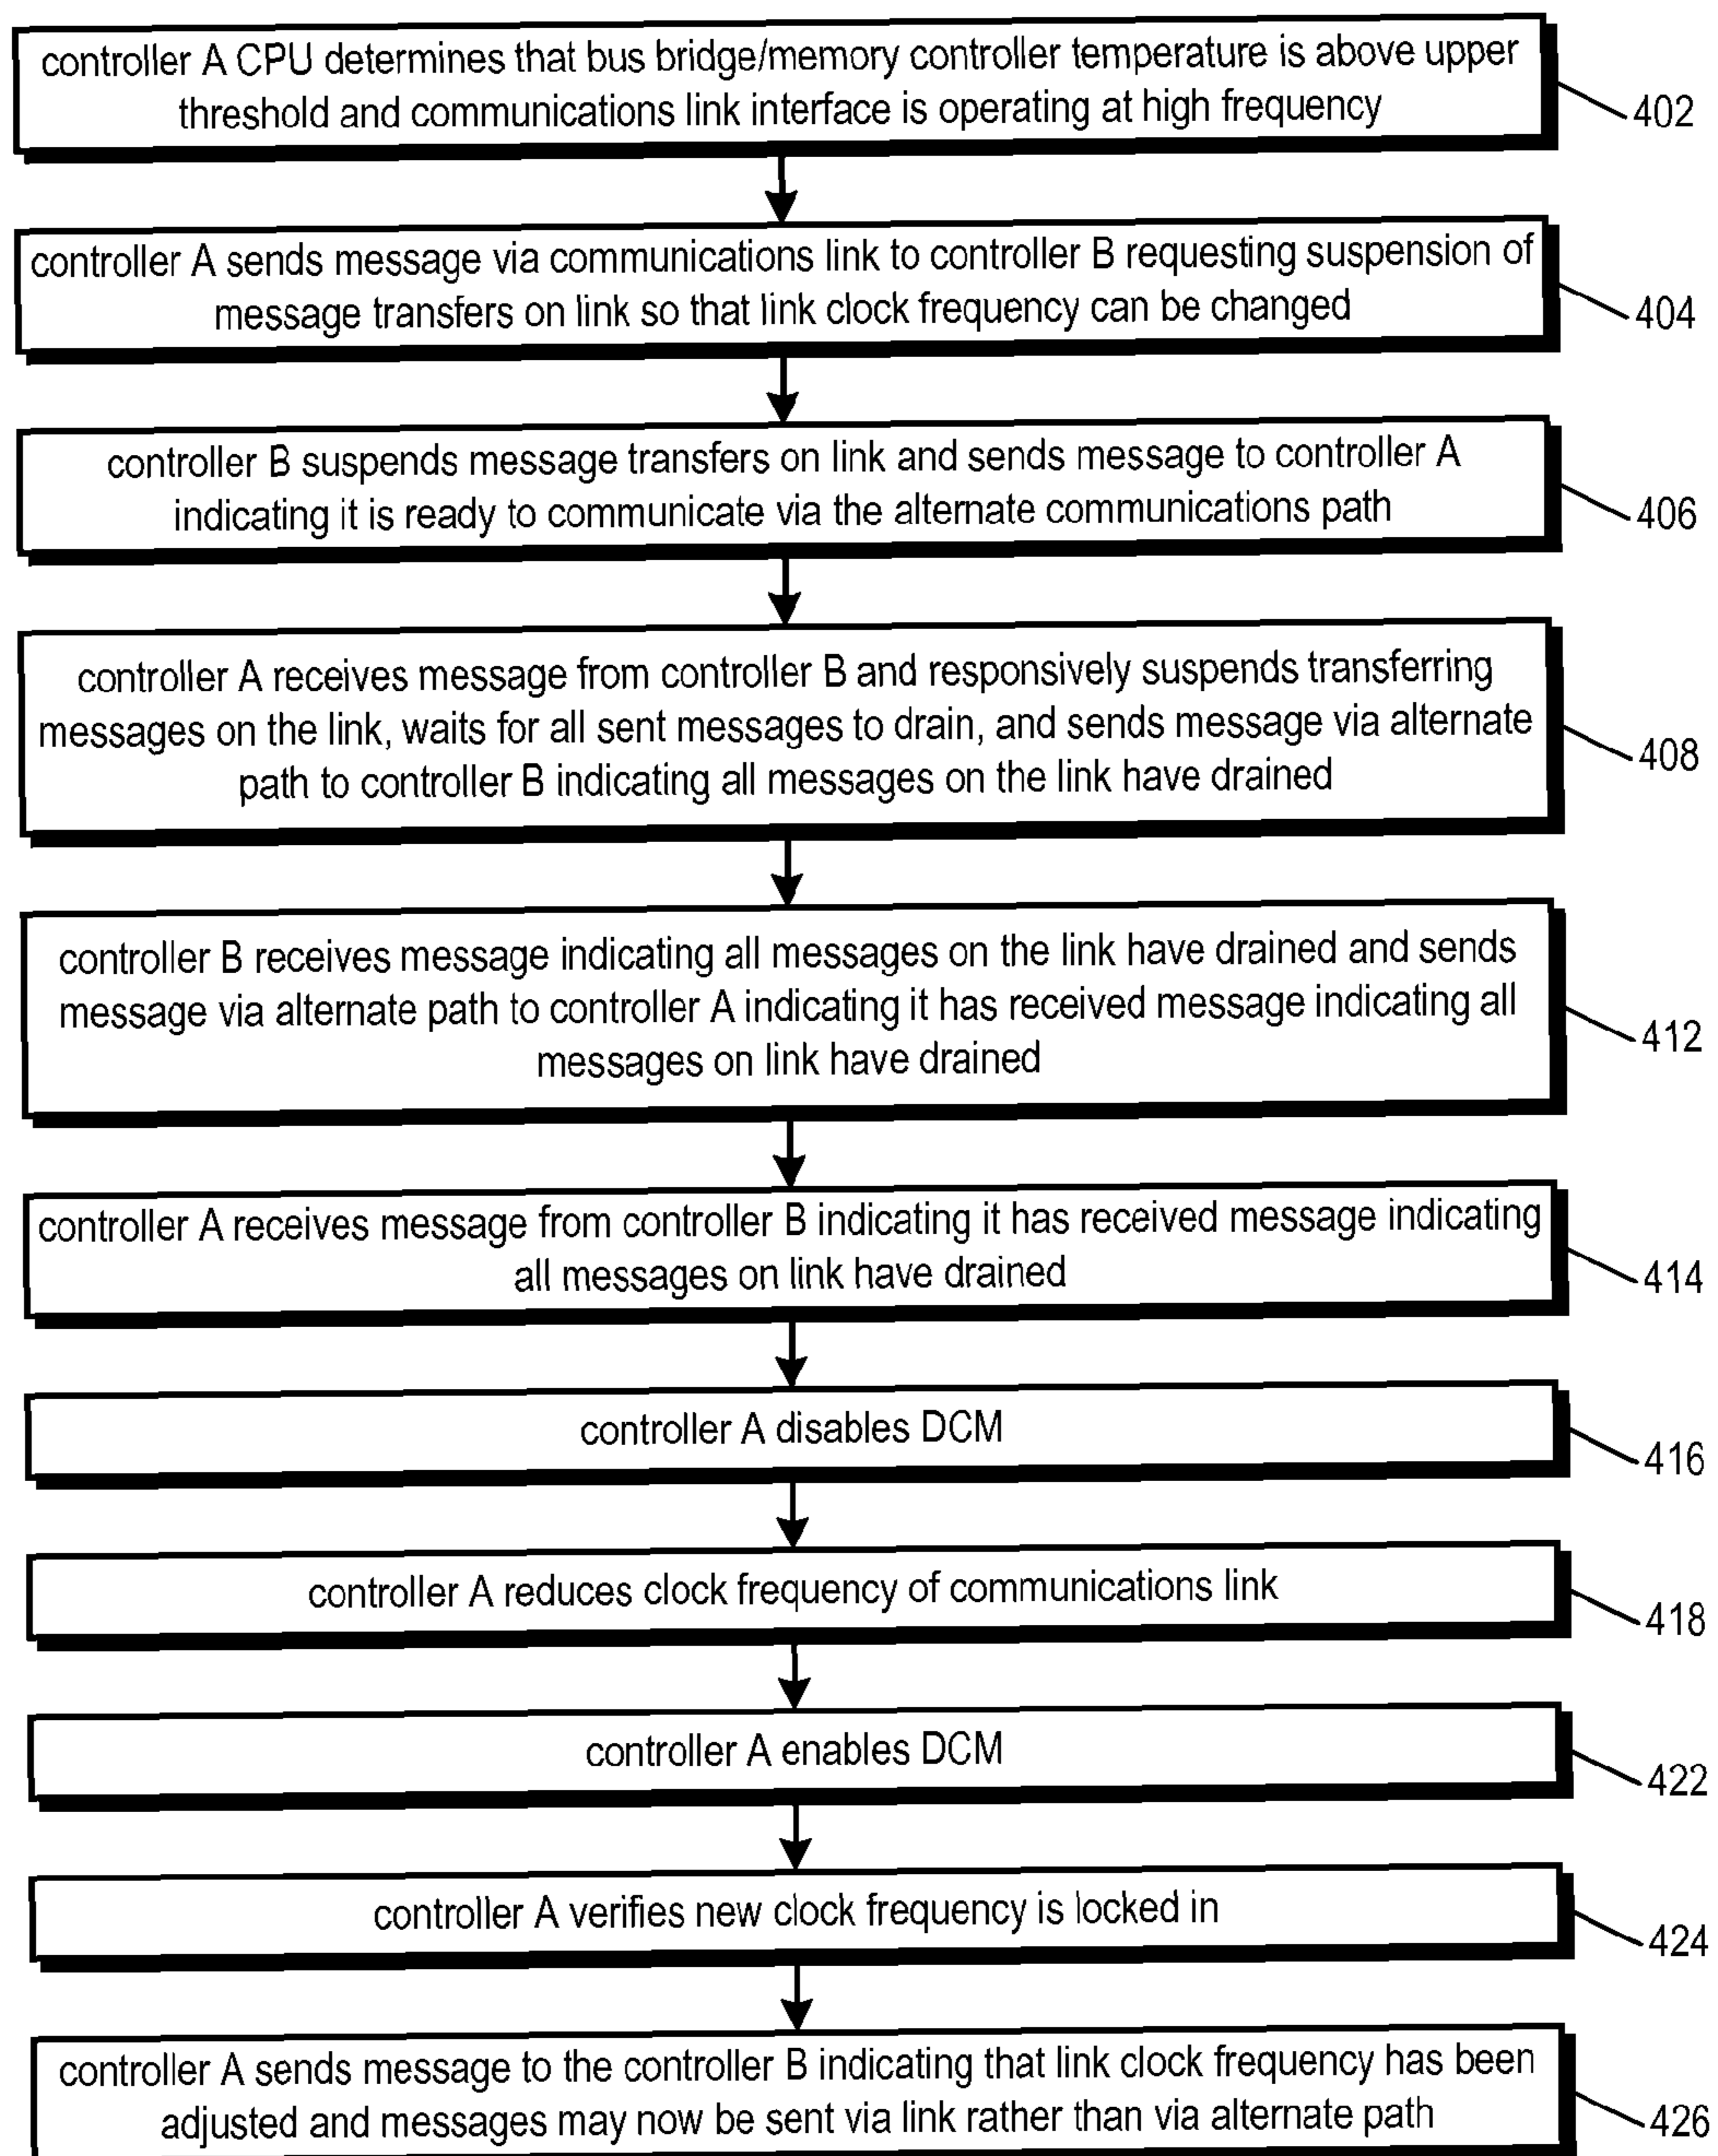 controller A CPU determines that bus bridge/memory controller temperature is above upper
threshold and communications link interface is operating at high frequency
402
controller A sends message via communications link to controller B requesting suspension of
message transfers on link so that link clock frequency can be changed
404
controller B suspends message transfers on link and sends message to controller A
indicating it is ready to communicate via the alternate communications path
406
controller A receives message from controller B and responsively suspends transferring
messages on the link, waits for all sent messages to drain, and sends message via alternate
path to controller B indicating all messages on the link have drained
408
controller B receives message indicating all messages on the link have drained and sends
message via alternate path to controller A indicating it has received message indicating all
messages on link have drained
412
controller A receives message from controller B indicating it has received message indicating
all messages on link have drained
414
controller A disables DCM
416
controller A reduces clock frequency of communications link
418
controller A enables DCM
422
controller A verifies new clock frequency is locked in
424
controller A sends message to the controller B indicating that link clock frequency has been
adjusted and messages may now be sent via link rather than via alternate path
426